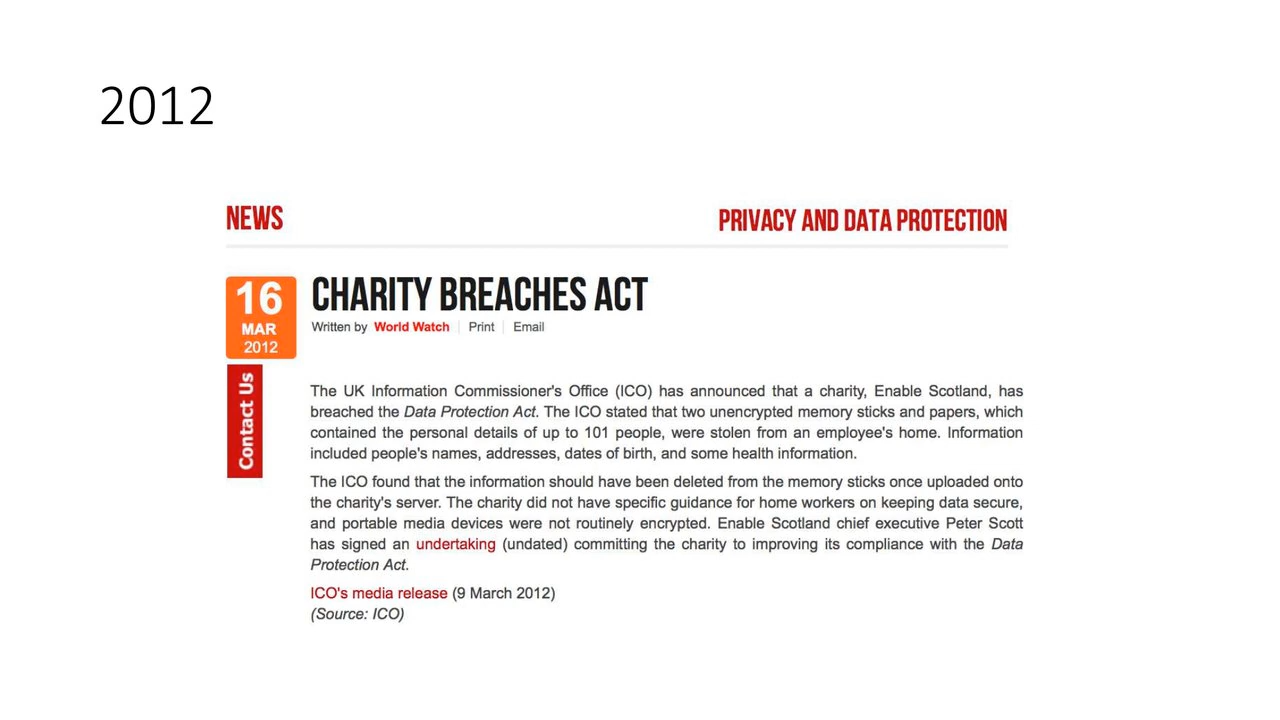 2012
NEWS
PRIVACY AND DATA PROTECTION
16
MAR
2012
CHARITY BREACHES ACT
Written by World Watch Print Email
Contact Us
The UK Information Commissioner's Office (ICO) has announced that a charity, Enable Scotland, has
breached the Data Protection Act. The ICO stated that two unencrypted memory sticks and papers, which
contained the personal details of up to 101 people, were stolen from an employee's home. Information
included people's names, addresses, dates of birth, and some health information.
The ICO found that the information should have been deleted from the memory sticks once uploaded onto
the charity's server. The charity did not have specific guidance for home workers on keeping data secure,
and portable media devices were not routinely encrypted. Enable Scotland chief executive Peter Scott
has signed an undertaking (undated) committing the charity to improving its compliance with the Data
Protection Act.
ICO's media release (9 March 2012)
(Source: ICO)